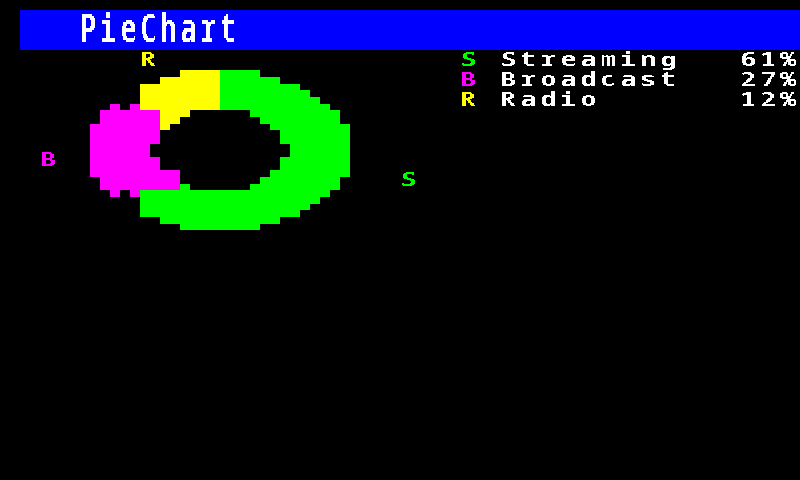 PieChart
R
S Streaming 61%
B Broadcast 27%
R Radio 12%
B
S